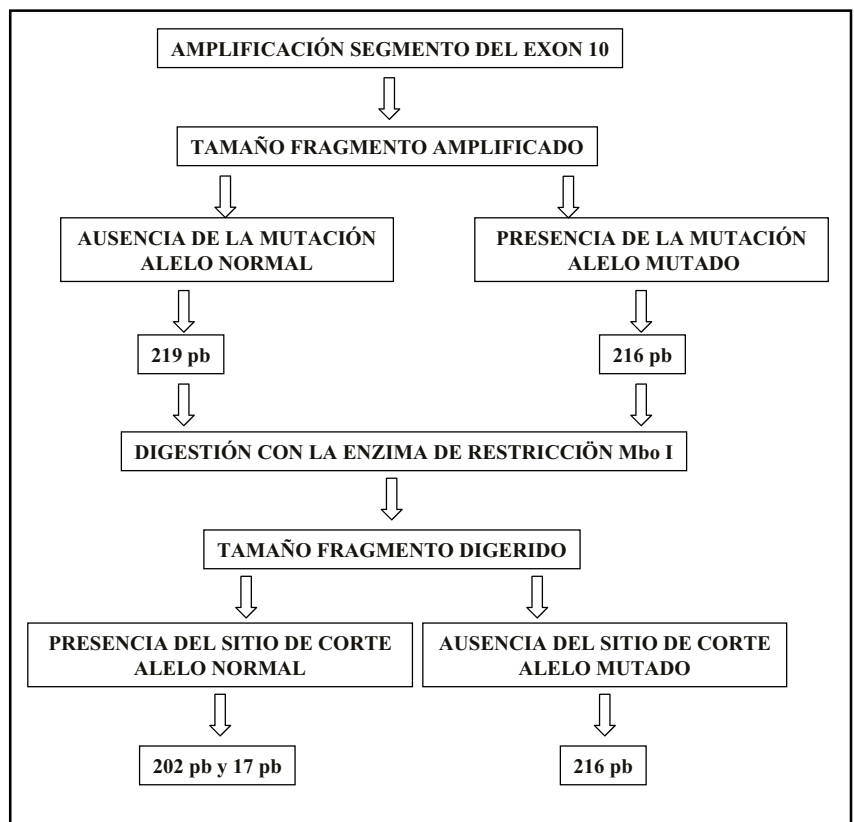 AMPLIFICACIÓN SEGMENTO DEL EXON 10
TAMAÑO FRAGMENTO AMPLIFICADO
AUSENCIA DE LA MUTACIÓN
ALELO NORMAL
PRESENCIA DE LA MUTACIÓN
ALELO MUTADO
219 pb
216 pb
DIGESTIÓN CON LA ENZIMA DE RESTRICCIÖN Mbo I
TAMAÑO FRAGMENTO DIGERIDO
PRESENCIA DEL SITIO DE CORTE
ALELO NORMAL
AUSENCIA DEL SITIO DE CORTE
ALELO MUTADO
202 pb y 17 pb
216 pb